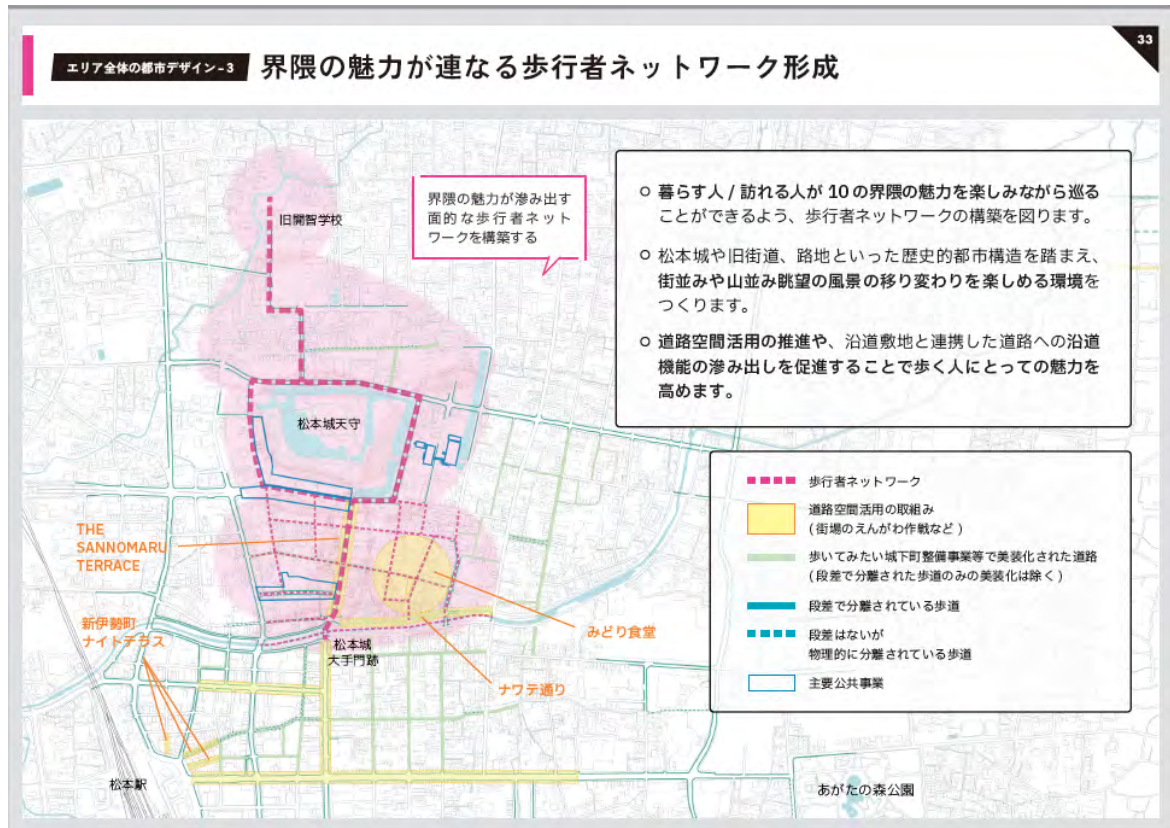 33
エリア全体の都市デザイン-3
界隈の魅力が連なる歩行者ネットワーク形成
界隈の魅力が滲み出す
面的な歩行者ネット
ワークを構築する
暮らす人 / 訪れる人が 10 の界隈の魅力を楽しみながら巡る
ことができるよう、歩行者ネットワークの構築を図ります。
松本城や旧街道、路地といった歴史的都市構造を踏まえ、
街並みや山並み眺望の風景の移り変わりを楽しめる環境を
つくります。
道路空間活用の推進や、沿道敷地と連携した道路への沿道
機能の滲み出しを促進することで歩く人にとっての魅力を
高めます。
旧開智学校
松本城天守
THE
SANNOMARU
TERRACE
新伊勢町
ナイトテラス
松本城
大手門跡
みどり食堂
ナワテ通り
松本駅
あがたの森公園
歩行者ネットワーク
道路空間活用の取組み
(街場のえんがわ作戦など)
歩いてみたい城下町整備事業等で美装化された道路
(段差で分離された歩道のみの美装化は除く)
段差で分離されている歩道
段差はないが
物理的に分離されている歩道
主要公共事業